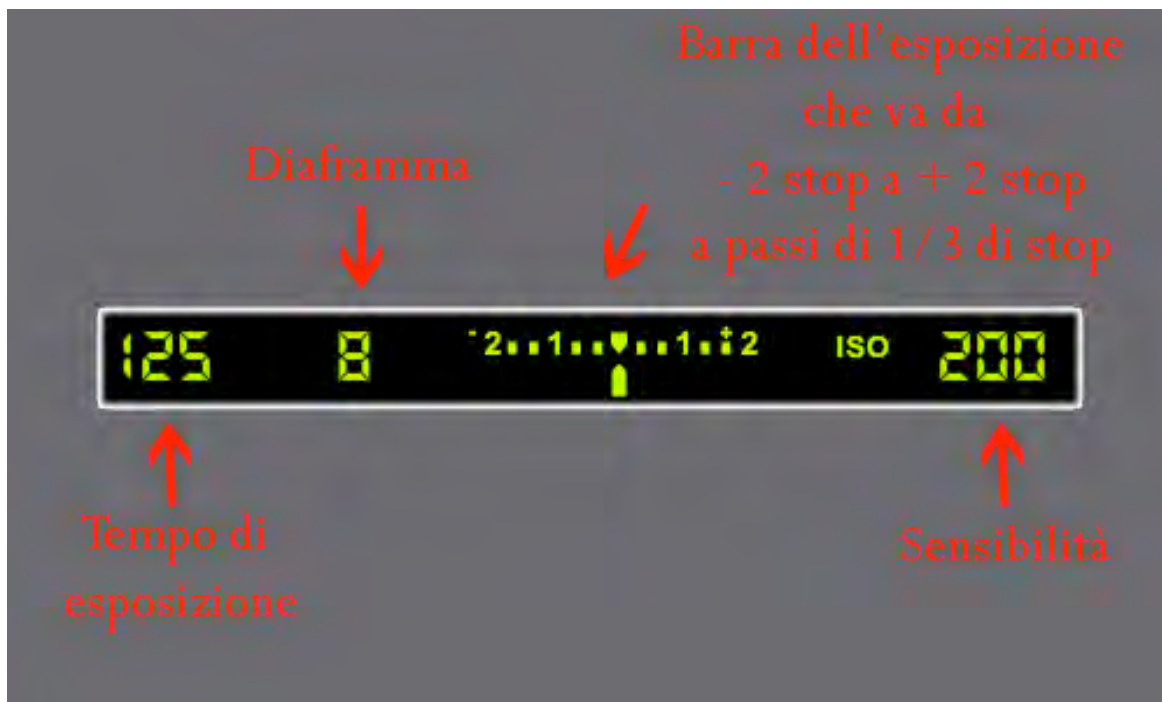 Barra dell'esposizione
che va da
- 2 stop a + 2 stop
a passi di 1/3 di stop
Diaframma
125 8 -2..1..▼..1..+2 ISO 200
Tempo di
esposizione
Sensibilità